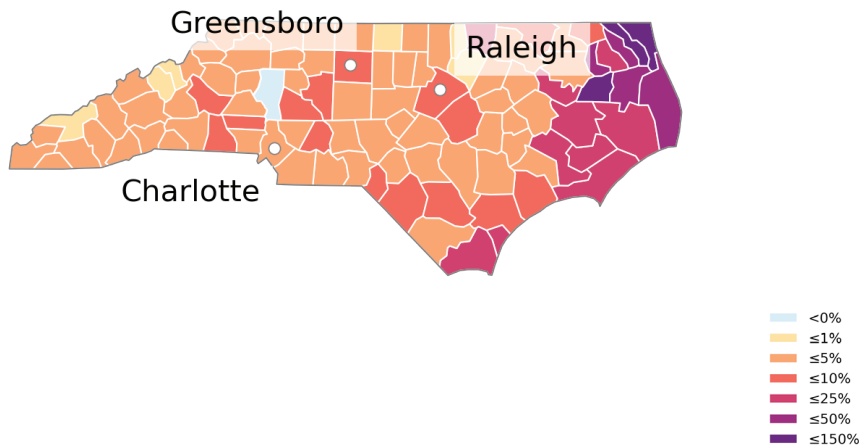 Greensboro
Raleigh
Charlotte
<0%
≤1%
≤5%
≤10%
≤25%
≤50%
≤150%